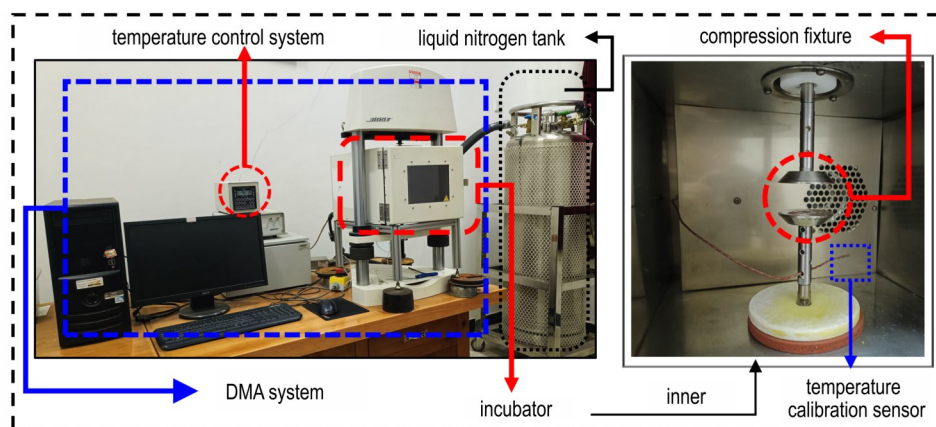 temperature control system
liquid nitrogen tank
compression fixture
DMA system
incubator
inner
temperature
calibration sensor